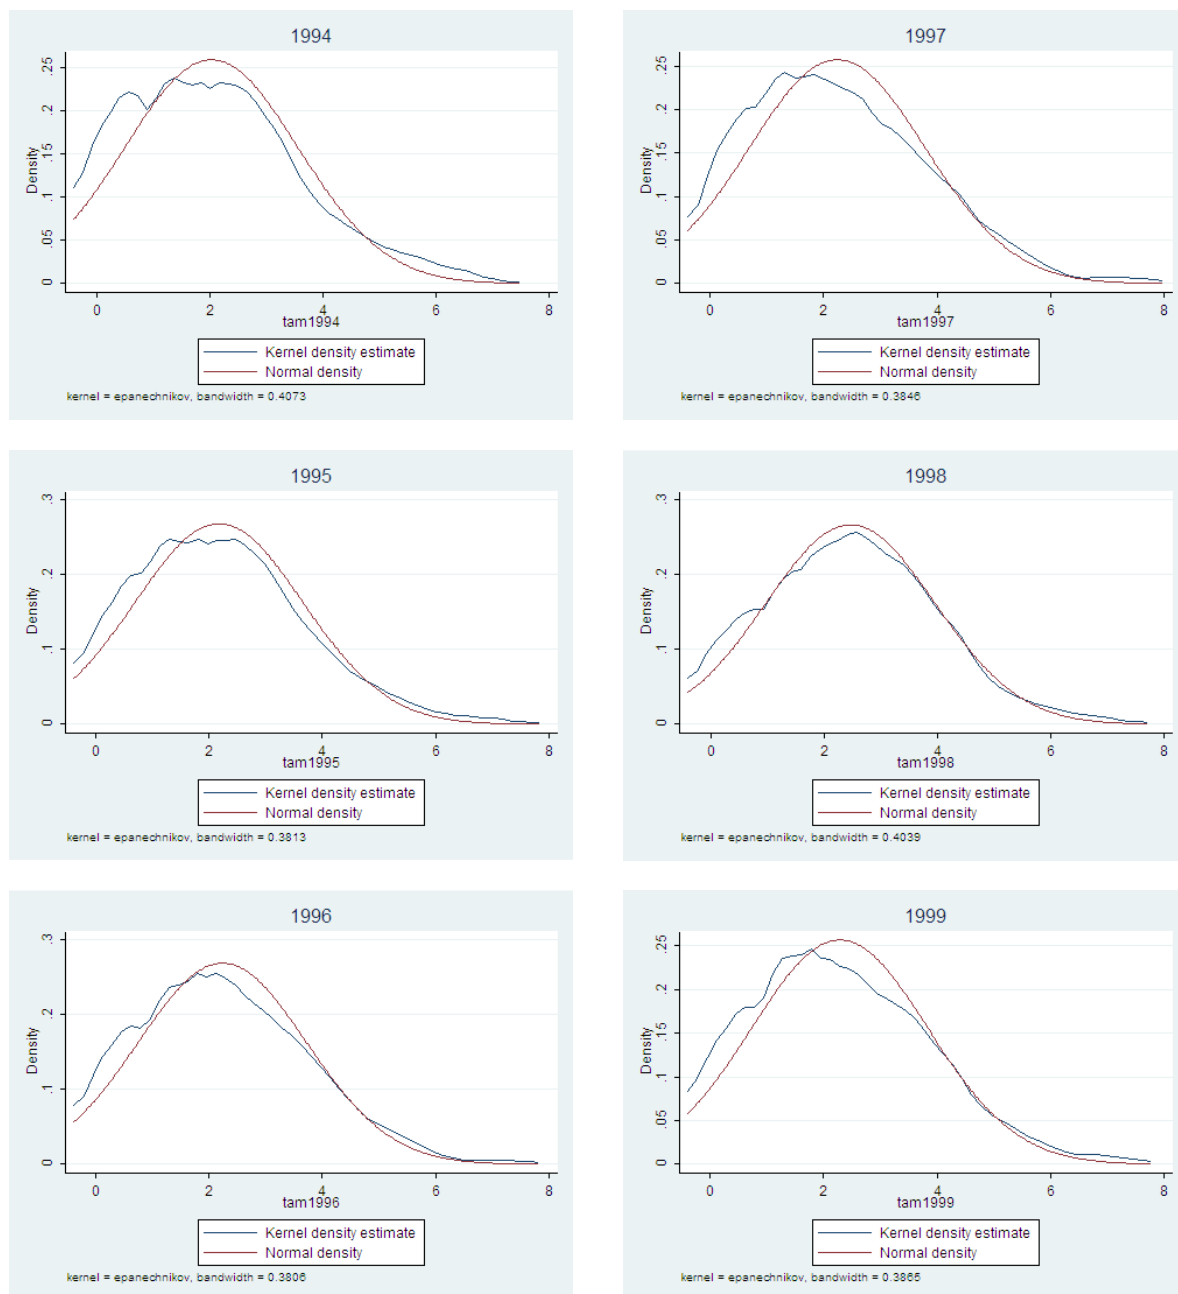 1994
Density
.25
.2
.15
.1
.05
0
0 2 4 6 8
tam1994
Kernel density estimate
Normal density
kernel = epanechnikov, bandwidth = 0.4073
1997
Density
.25
.2
.15
.1
.05
0
0 2 4 6 8
tam1997
Kernel density estimate
Normal density
kernel = epanechnikov, bandwidth = 0.3846
1995
Density
.3
.2
.1
0
0 2 4 6 8
tam1995
Kernel density estimate
Normal density
kernel = epanechnikov, bandwidth = 0.3813
1998
Density
.3
.2
.1
0
0 2 4 6 8
tam1998
Kernel density estimate
Normal density
kernel = epanechnikov, bandwidth = 0.4039
1996
Density
.3
.2
.1
0
0 2 4 6 8
tam1996
Kernel density estimate
Normal density
kernel = epanechnikov, bandwidth = 0.3806
1999
Density
.25
.2
.15
.1
.05
0
0 2 4 6 8
tam1999
Kernel density estimate
Normal density
kernel = epanechnikov, bandwidth = 0.3865